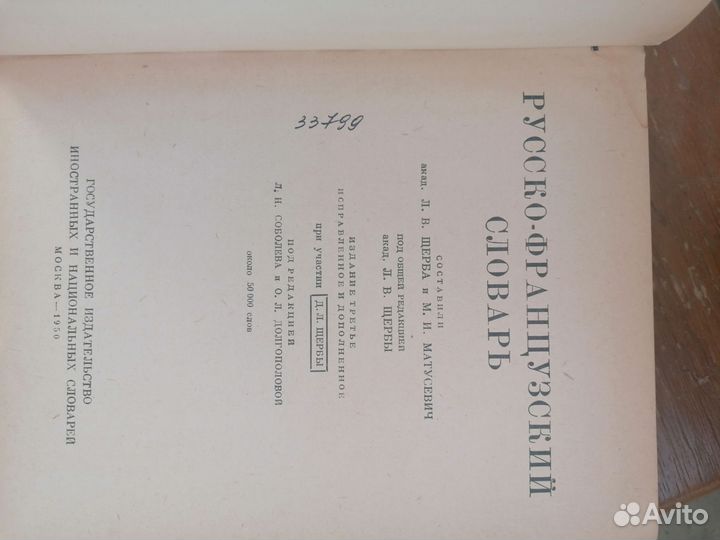 РУССКО-ФРАНЦУЗСКИЙ
СЛОВАРЬ
СОСТАВИЛИ
акад. Л. В. ЩЕРБА и М. И. МАТУСЕВИЧ
под общей редакцией
акад. Л. В. ЩЕРБЫ
ИЗДАНИЕ ТРЕТЬЕ
ИСПРАВЛЕННОЕ И ДОПОЛНЕННОЕ
при участии Д. Л. ЩЕРБЫ
ПОД РЕДАКЦИЕЙ
Л. Н. СОБОЛЕВА и О. Л. ДОЛГОПОЛОВОЙ
около 50 000 слов
ГОСУДАРСТВЕННОЕ ИЗДАТЕЛЬСТВО
ИНОСТРАННЫХ И НАЦИОНАЛЬНЫХ СЛОВАРЕЙ
МОСКВА—1950
33799
Avito